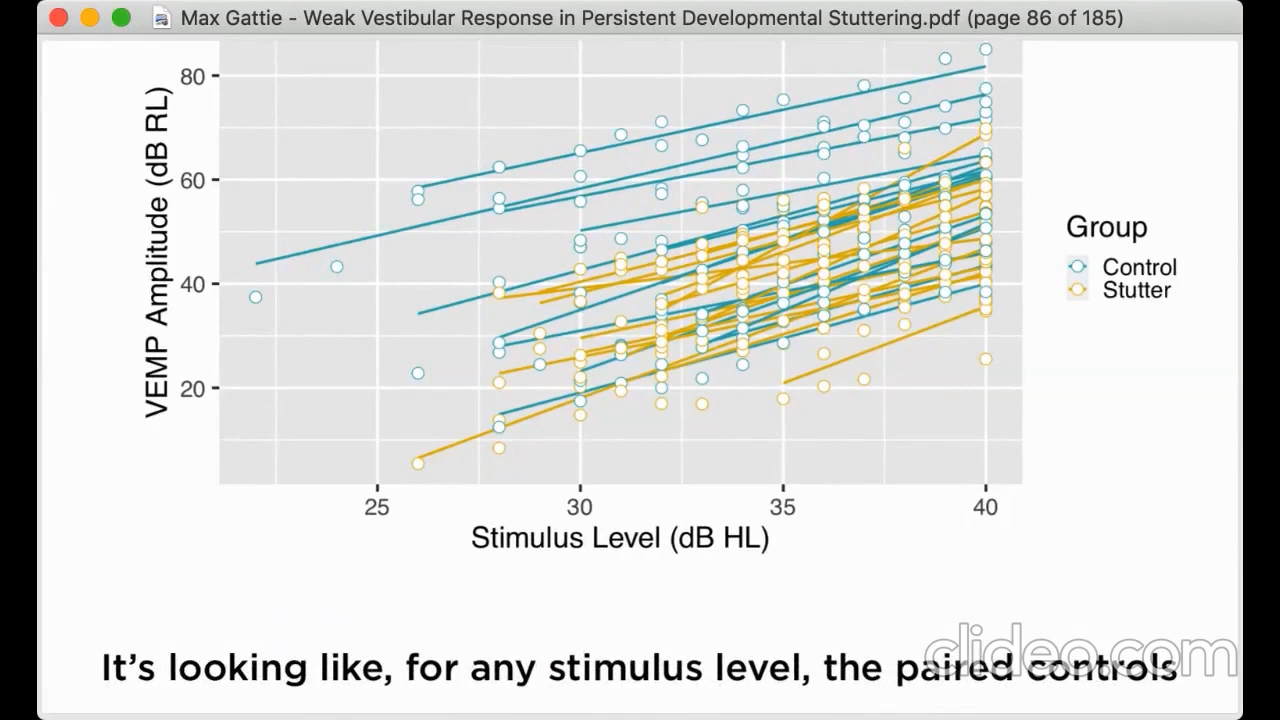 Max Gattie - Weak Vestibular Response in Persistent Developmental Stuttering.pdf (page 86 of 185)
VEMP Amplitude (dB RL)
80
60
40
20
25 30 35 40
Stimulus Level (dB HL)
Group
Control
Stutter
It's looking like, for any stimulus level, the paired controls
clideo.com